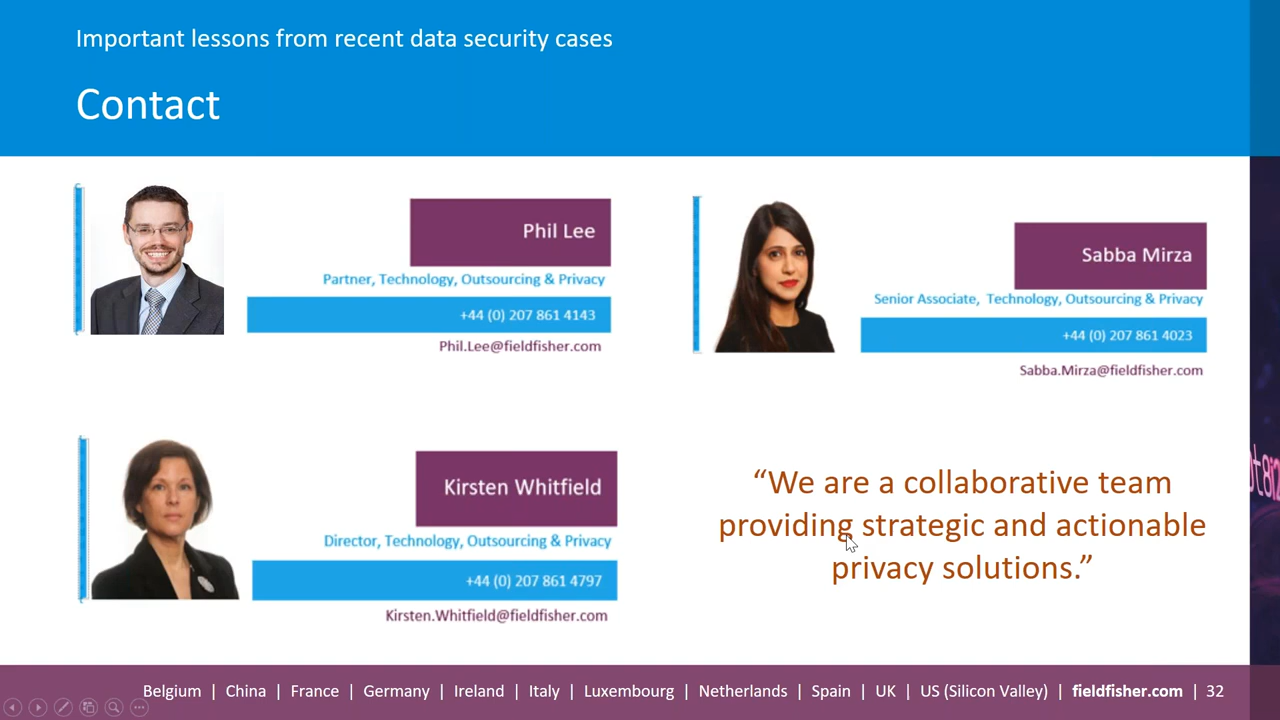 Important lessons from recent data security cases
Contact
Phil Lee
Partner, Technology, Outsourcing & Privacy
+44 (0) 207 861 4143
Phil.Lee@fieldfisher.com
Sabba Mirza
Senior Associate, Technology, Outsourcing & Privacy
+44 (0) 207 861 4023
Sabba.Mirza@fieldfisher.com
Kirsten Whitfield
Director, Technology, Outsourcing & Privacy
+44 (0) 207 861 4797
Kirsten.Whitfield@fieldfisher.com
“We are a collaborative team
providing strategic and actionable
privacy solutions.”
Belgium | China | France | Germany | Ireland | Italy | Luxembourg | Netherlands | Spain | UK | US (Silicon Valley) | fieldfisher.com | 32